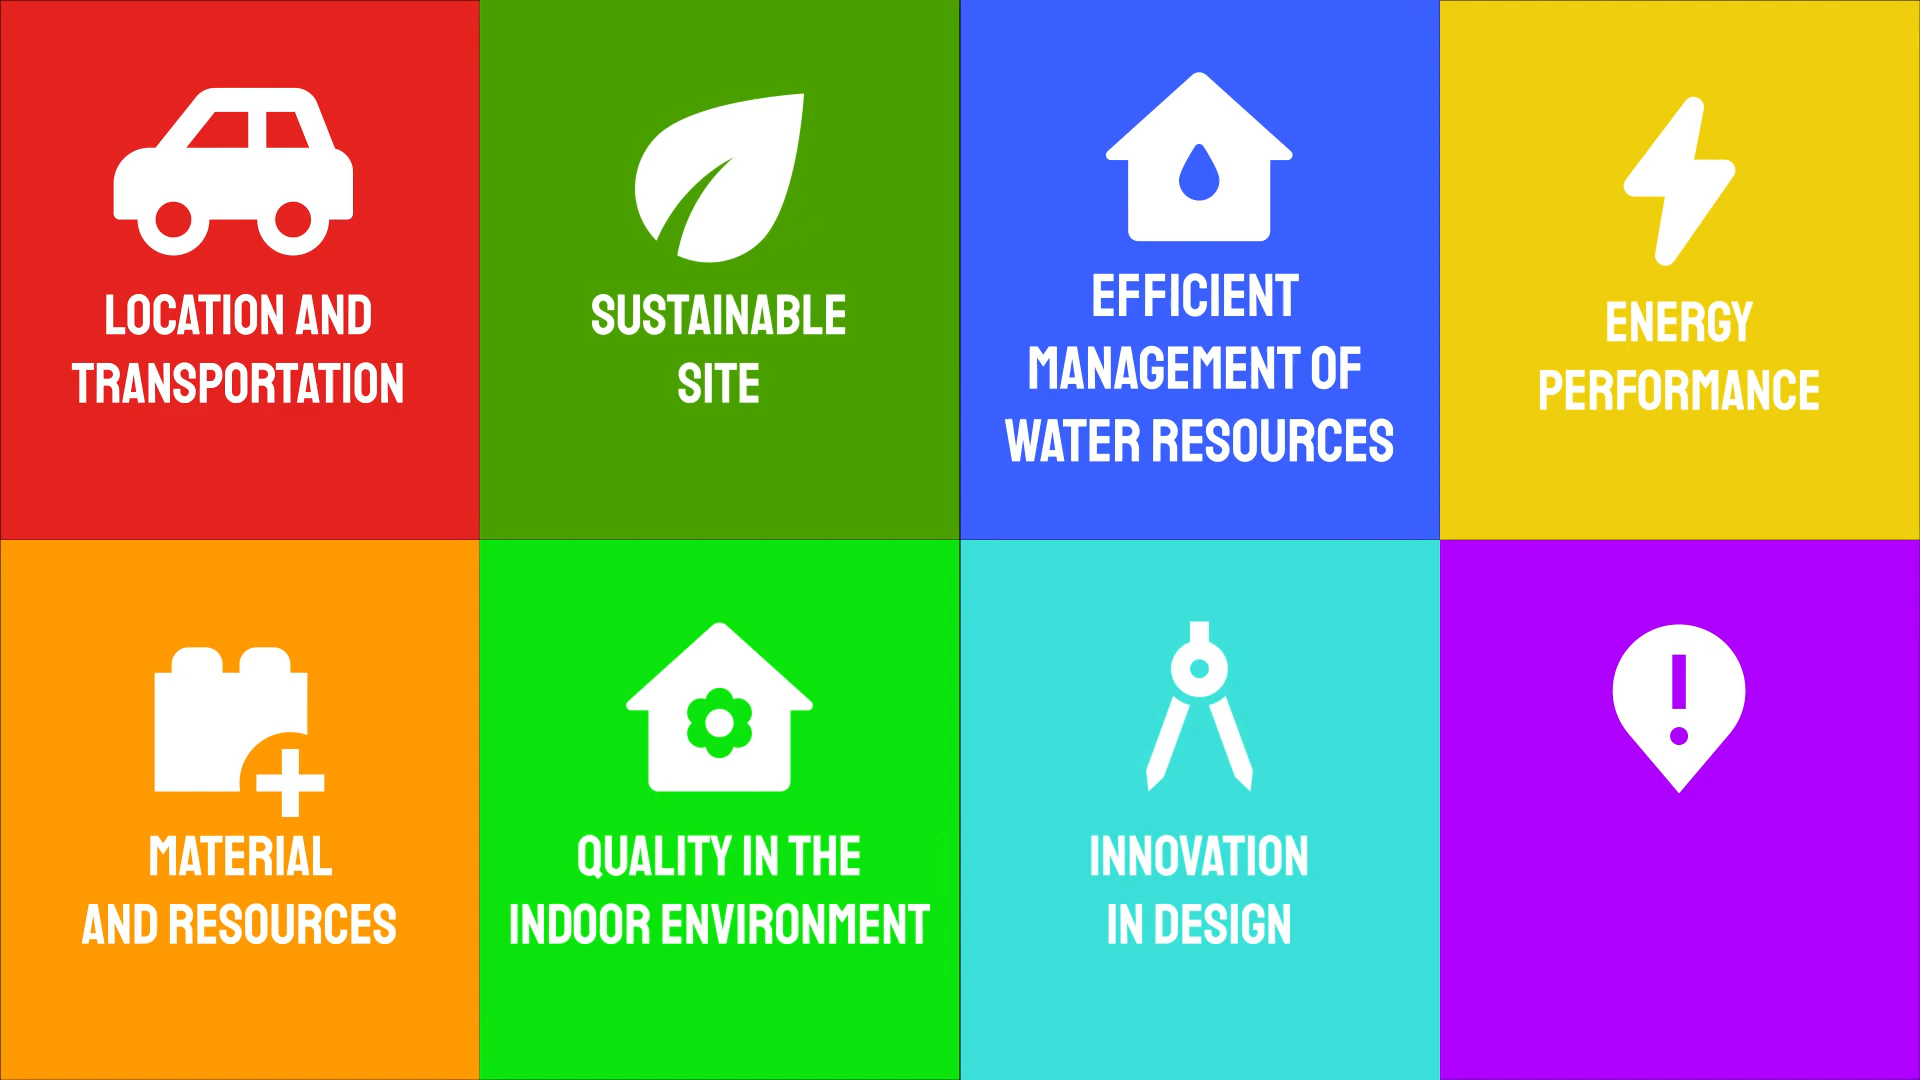 LOCATION AND
TRANSPORTATION
SUSTAINABLE
SITE
EFFICIENT
MANAGEMENT OF
WATER RESOURCES
ENERGY
PERFORMANCE
MATERIAL
AND RESOURCES
QUALITY IN THE
INDOOR ENVIRONMENT
INNOVATION
IN DESIGN